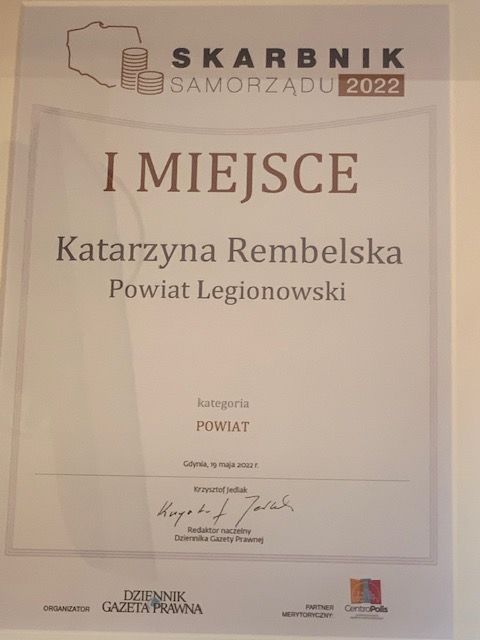 SKARBNIK
SAMORZĄDU 2022
I MIEJSCE
Katarzyna Rembelska
Powiat Legionowski
kategoria
POWIAT
Gdynia, 19 maja 2022 r.
Krzysztof Jedlak
Redaktor naczelny
Dziennika Gazety Prawnej
ORGANIZATOR
DZIENNIK
GAZETA PRAWNA
PARTNER
MERYTORYCZNY:
CentroPolis